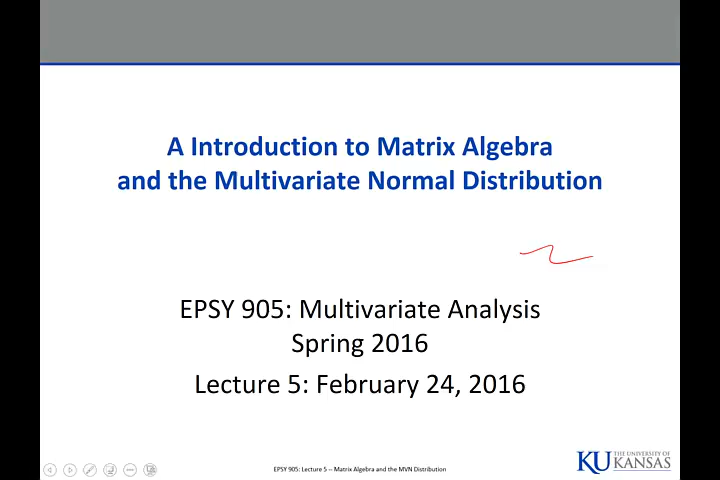 A Introduction to Matrix Algebra
and the Multivariate Normal Distribution
EPSY 905: Multivariate Analysis
Spring 2016
Lecture 5: February 24, 2016
EPSY 905: Lecture 5 -- Matrix Algebra and the MVN Distribution
KU THE UNIVERSITY OF
KANSAS